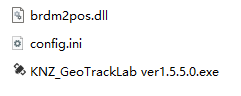 brdm2pos.dll
config.ini
KNZ_GeoTrackLab ver1.5.5.0.exe